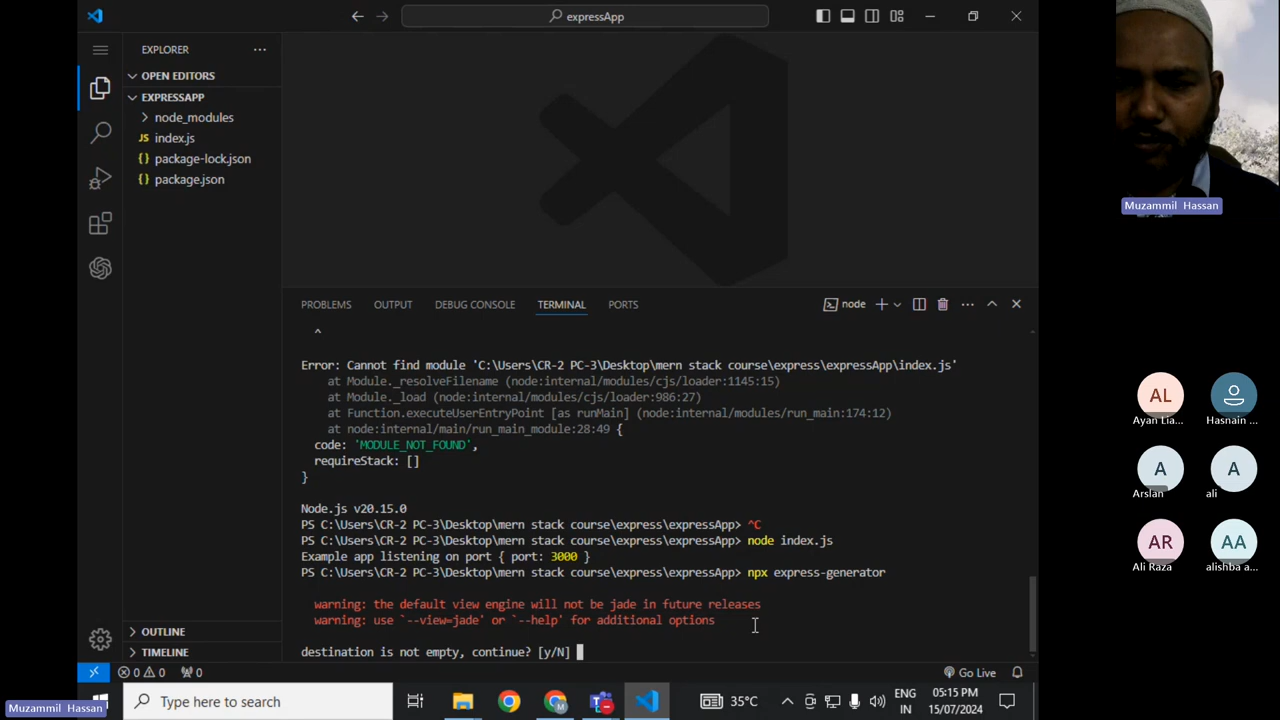 expressApp
EXPLORER
OPEN EDITORS
EXPRESSAPP
node_modules
JS index.js
{} package-lock.json
{} package.json
OUTLINE
TIMELINE
PROBLEMS OUTPUT DEBUG CONSOLE TERMINAL PORTS
node
^
Error: Cannot find module 'C:\Users\CR-2 PC-3\Desktop\mern stack course\express\expressApp\index.js'
at Module._resolveFilename (node:internal/modules/cjs/loader:1145:15)
at Module._load (node:internal/modules/cjs/loader:986:27)
at Function.executeUserEntryPoint [as runMain] (node:internal/modules/run_main:174:12)
at node:internal/main/run_main_module:28:49 {
code: 'MODULE_NOT_FOUND',
requireStack: []
}
Node.js v20.15.0
PS C:\Users\CR-2 PC-3\Desktop\mern stack course\express\expressApp> ^C
PS C:\Users\CR-2 PC-3\Desktop\mern stack course\express\expressApp> node index.js
Example app listening on port { port: 3000 }
PS C:\Users\CR-2 PC-3\Desktop\mern stack course\express\expressApp> npx express-generator
warning: the default view engine will not be jade in future releases
warning: use `--view=jade' or `--help' for additional options
destination is not empty, continue? [y/N]
0 0 0
Go Live
Type here to search
35°C
ENG
IN
05:15 PM
15/07/2024
Muzammil Hassan
Muzammil Hassan
AL
Ayan Lia...
Hasnain ...
A
Arslan
A
ali
AR
Ali Raza
AA
alishba a...